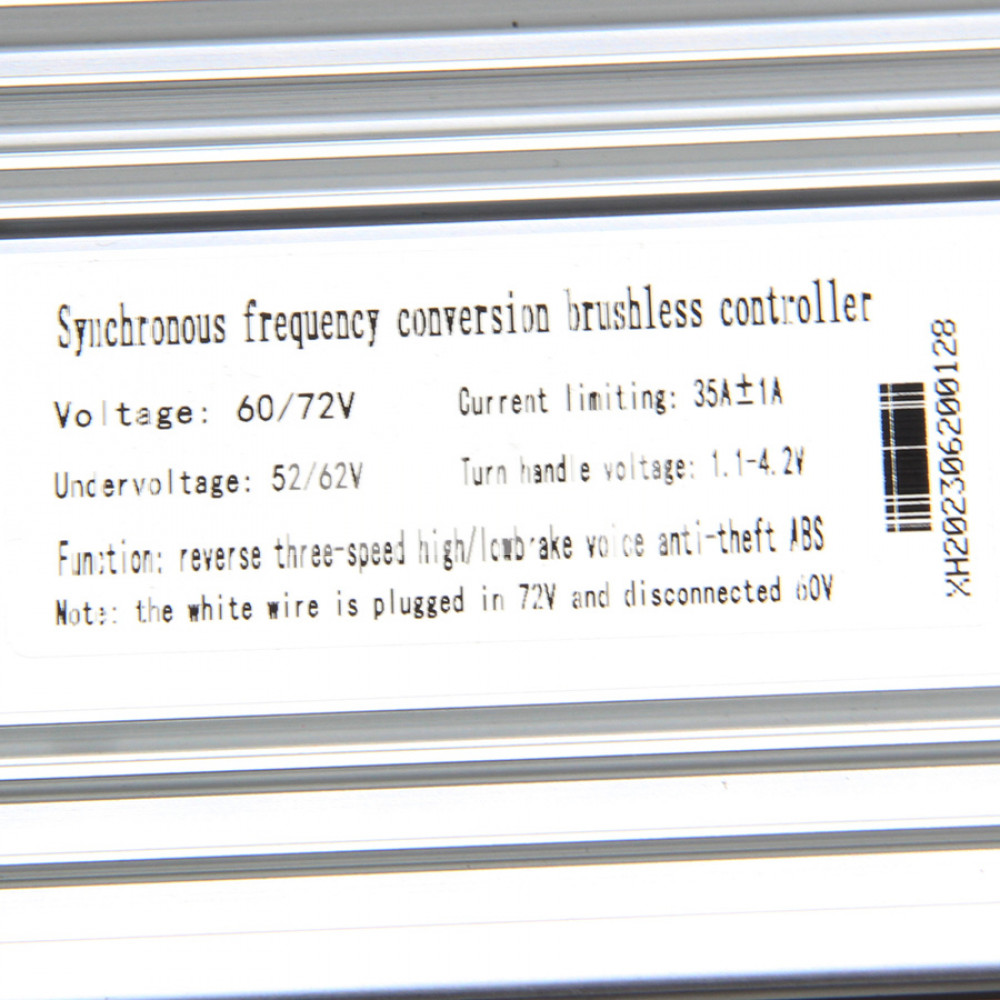 Synchronous frequency conversion brushless controller
Voltage: 60/72V
Current limiting: 35A±1A
Undervoltage: 52/62V
Turn handle voltage: 1.1-4.2V
Function: reverse three-speed high/lowbrake voice anti-theft ABS
Note: the white wire is plugged in 72V and disconnected 60V
XH20230620 0128